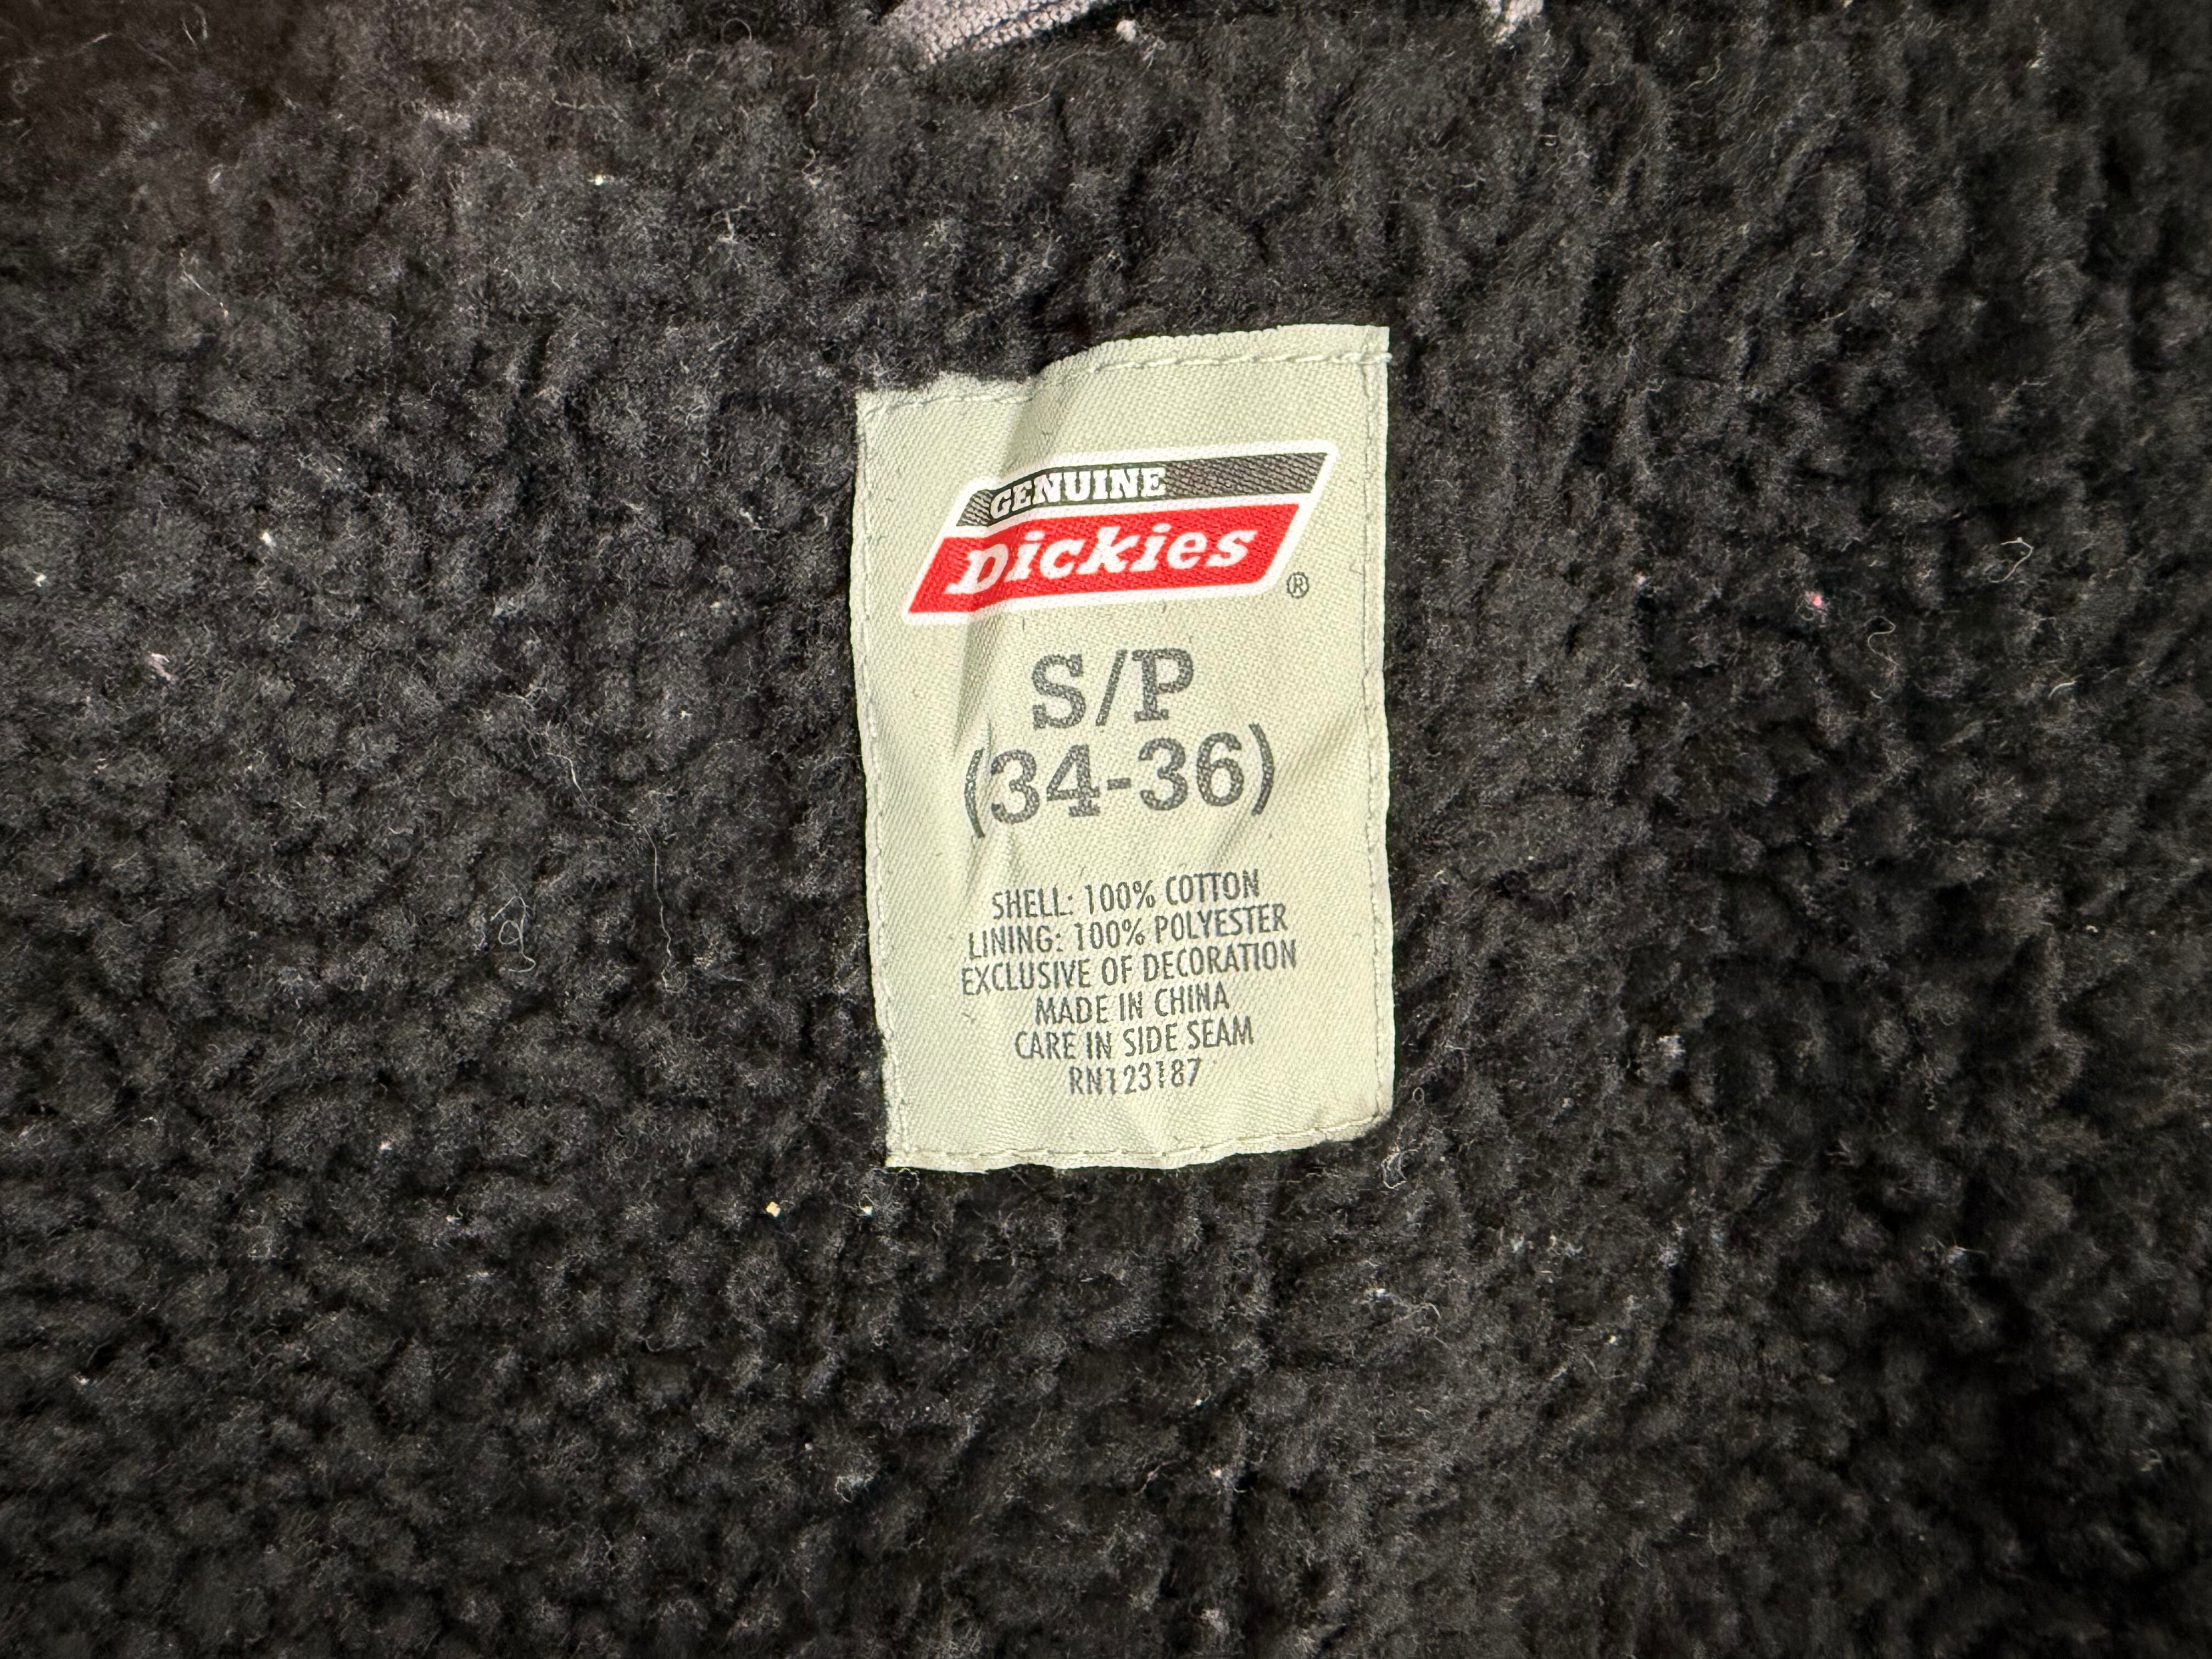 GENUINE
Dickies
®
S/P
(34-36)
SHELL: 100% COTTON
LINING: 100% POLYESTER
EXCLUSIVE OF DECORATION
MADE IN CHINA
CARE IN SIDE SEAM
RN123187